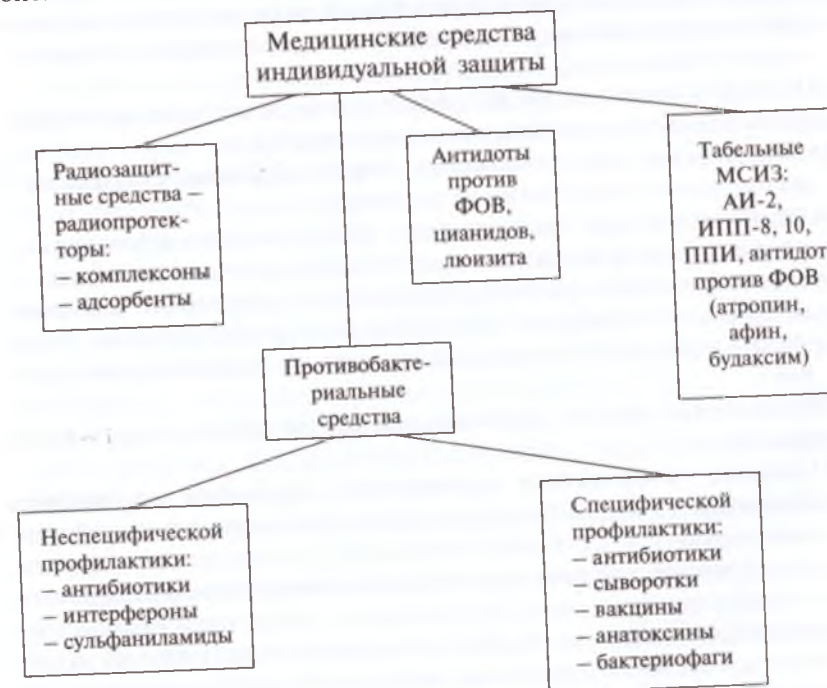 Медицинские средства
индивидуальной защиты
Радиозащит-
ные средства –
радиопротек-
торы:
– комплексоны
– адсорбенты
Антидоты
против
ФОВ,
цианидов,
люизита
Табельные
МСИЗ:
АИ-2,
ИПП-8, 10,
ППИ, антидот
против ФОВ
(атропин,
афин,
будаксим)
Противобакте-
риальные
средства
Неспецифической
профилактики:
– антибиотики
– интерфероны
– сульфаниламиды
Специфической
профилактики:
– антибиотики
– сыворотки
– вакцины
– анатоксины
– бактериофаги